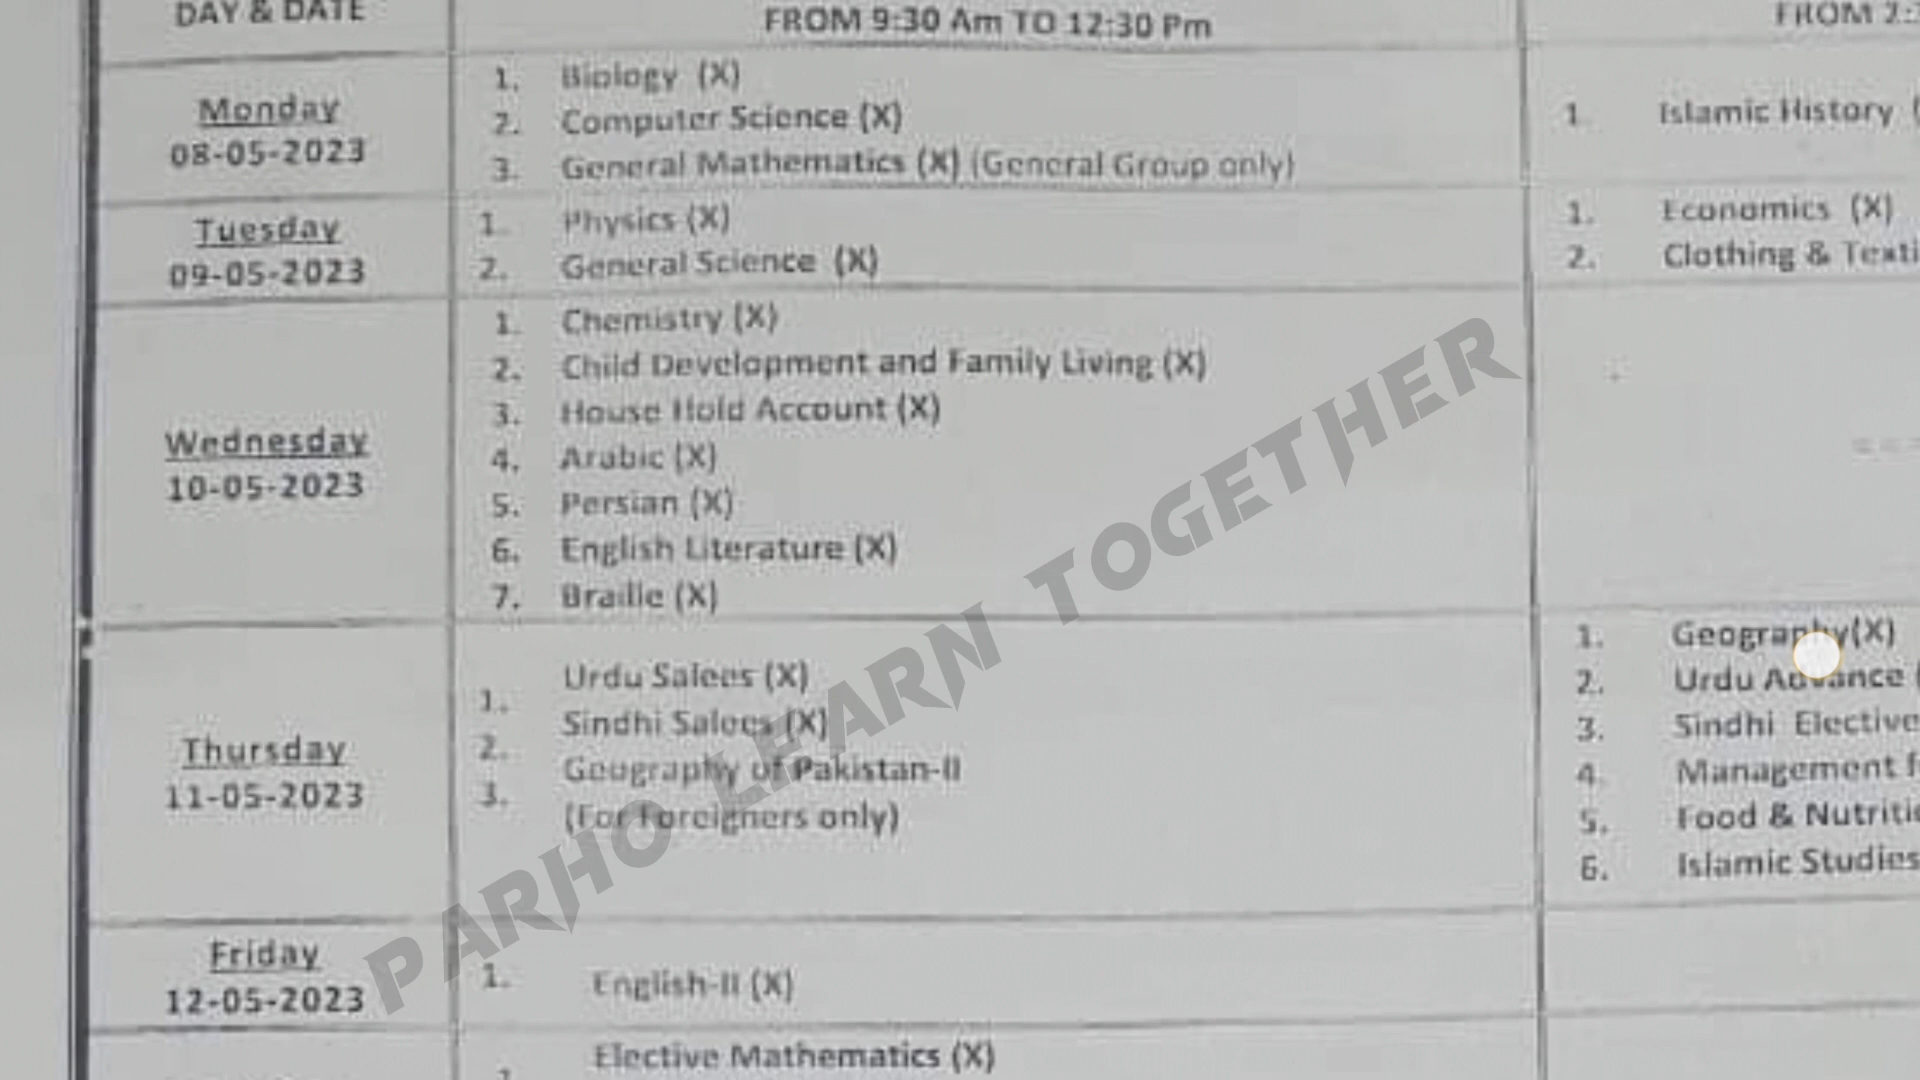 DAY & DATE
FROM 9:30 Am TO 12:30 Pm
FROM
Monday
08-05-2023
1. Biology (X)
2. Computer Science (X)
3. General Mathematics (X) (General Group only)
1. Islamic History
Tuesday
09-05-2023
1. Physics (X)
2. General Science (X)
1. Economics (X)
2. Clothing &
Wednesday
10-05-2023
1. Chemistry (X)
2. Child Development and Family Living (X)
3. House Hold Account (X)
4. Arabic (X)
5. Persian (X)
6. English Literature (X)
7. Braille (X)
Thursday
11-05-2023
1. Urdu Salees (X)
2. Sindhi Salees (X)
3. Geography of Pakistan-II
(For Foreigners only)
1. Geography(X)
2. Urdu Advance
3. Sindhi Elective
4. Management
5. Food &
6. Islamic Studies
Friday
12-05-2023
1. English-II (X)
Elective Mathematics (X)
PARHO LEARN TOGETHER